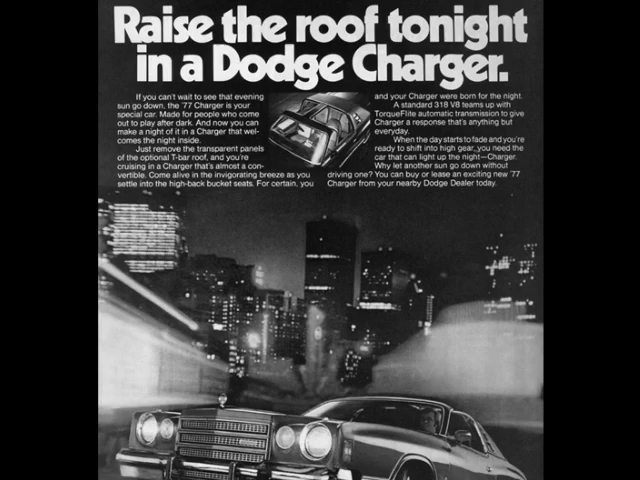 Raise the roof tonight
in a Dodge Charger.
If you can't wait to see that evening
sun go down, the '77 Charger is your
special car. Made for people who come
out to play after dark. And now you can
make a night of it in a Charger that wel-
comes the night inside.
Just remove the transparent panels
of the optional T-bar roof, and you're
cruising in a Charger that's almost a con-
vertible. Come alive in the invigorating breeze as you
settle into the high-back bucket seats. For certain, you
and your Charger were born for the night.
A standard 318 V8 teams up with
TorqueFlite automatic transmission to give
Charger a response that's anything but
everyday.
When the day starts to fade and you're
ready to shift into high gear, you need the
car that can light up the night—Charger.
Why let another sun go down without
driving one? You can buy or lease an exciting new '77
Charger from your nearby Dodge Dealer today.